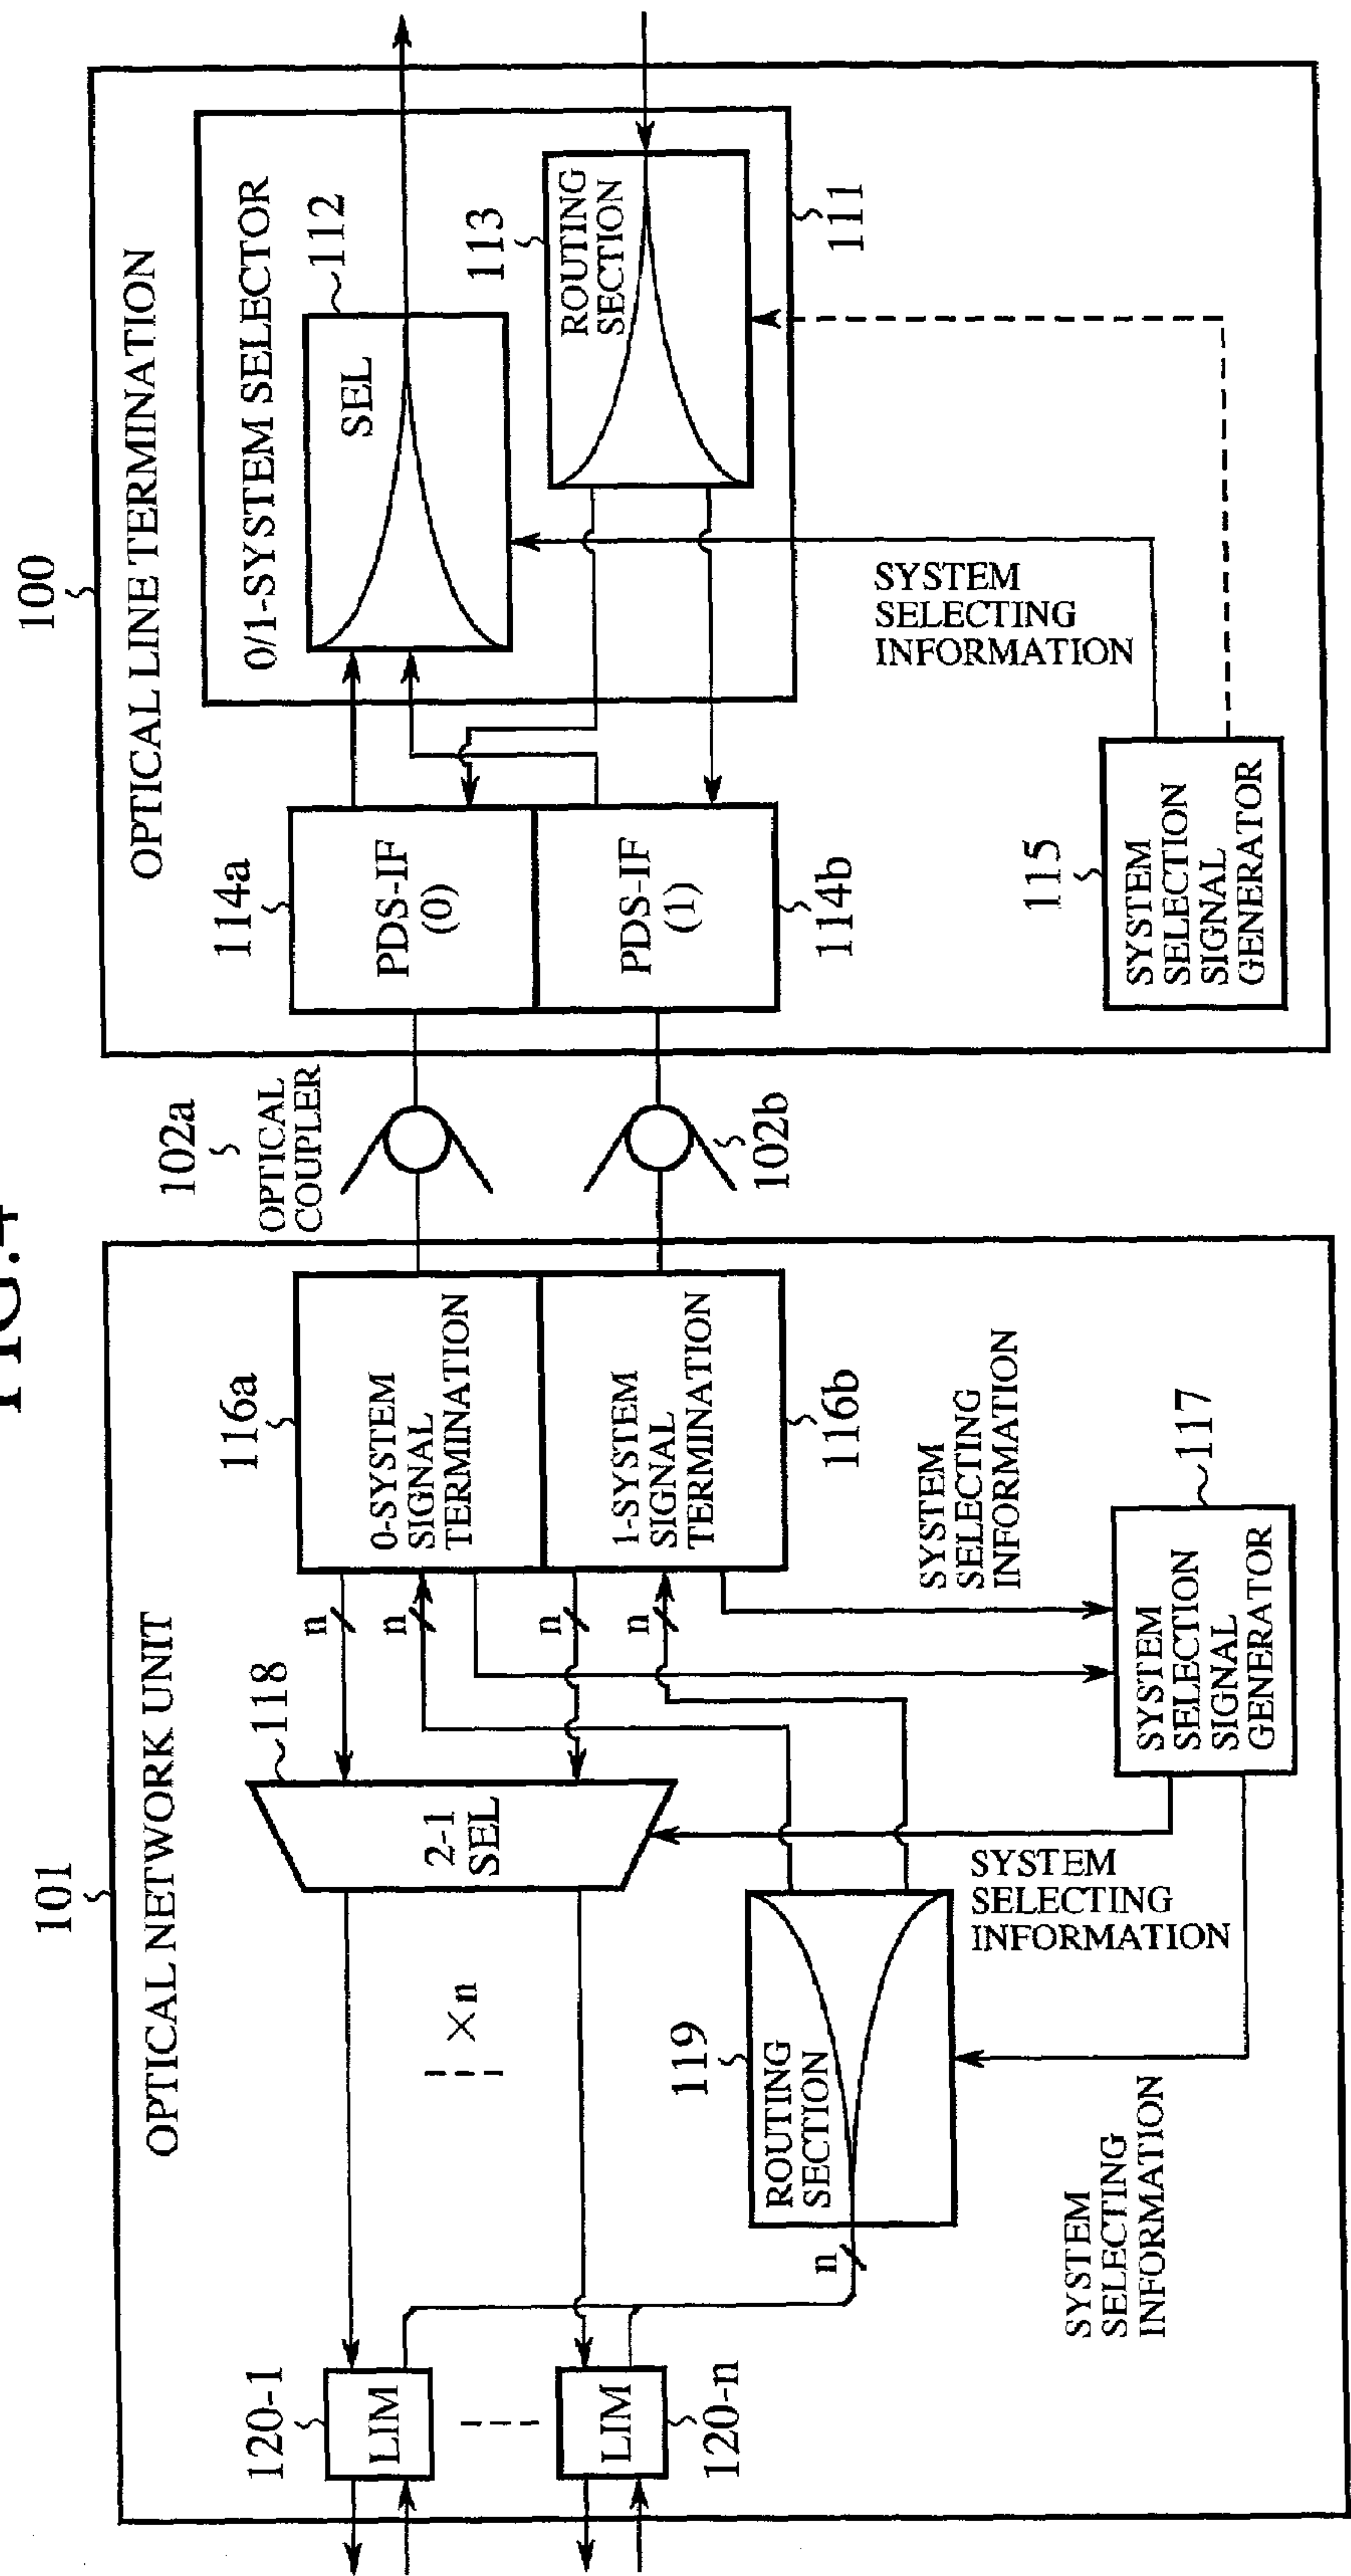 FIG.4
101
OPTICAL NETWORK UNIT
120-1
LIM
LIM
120-n
×n
118
2-1
SEL
n
n
n
n
116a
0-SYSTEM
SIGNAL
TERMINATION
1-SYSTEM
SIGNAL
TERMINATION
116b
119
ROUTING
SECTION
n
SYSTEM
SELECTING
INFORMATION
SYSTEM
SELECTING
INFORMATION
SYSTEM
SELECTING
INFORMATION
117
SYSTEM
SELECTION
SIGNAL
GENERATOR
102a
OPTICAL
COUPLER
102b
100
OPTICAL LINE TERMINATION
114a
PDS-IF
(0)
PDS-IF
(1)
114b
0/1-SYSTEM SELECTOR
112
SEL
113
ROUTING
SECTION
111
SYSTEM
SELECTING
INFORMATION
115
SYSTEM
SELECTION
SIGNAL
GENERATOR